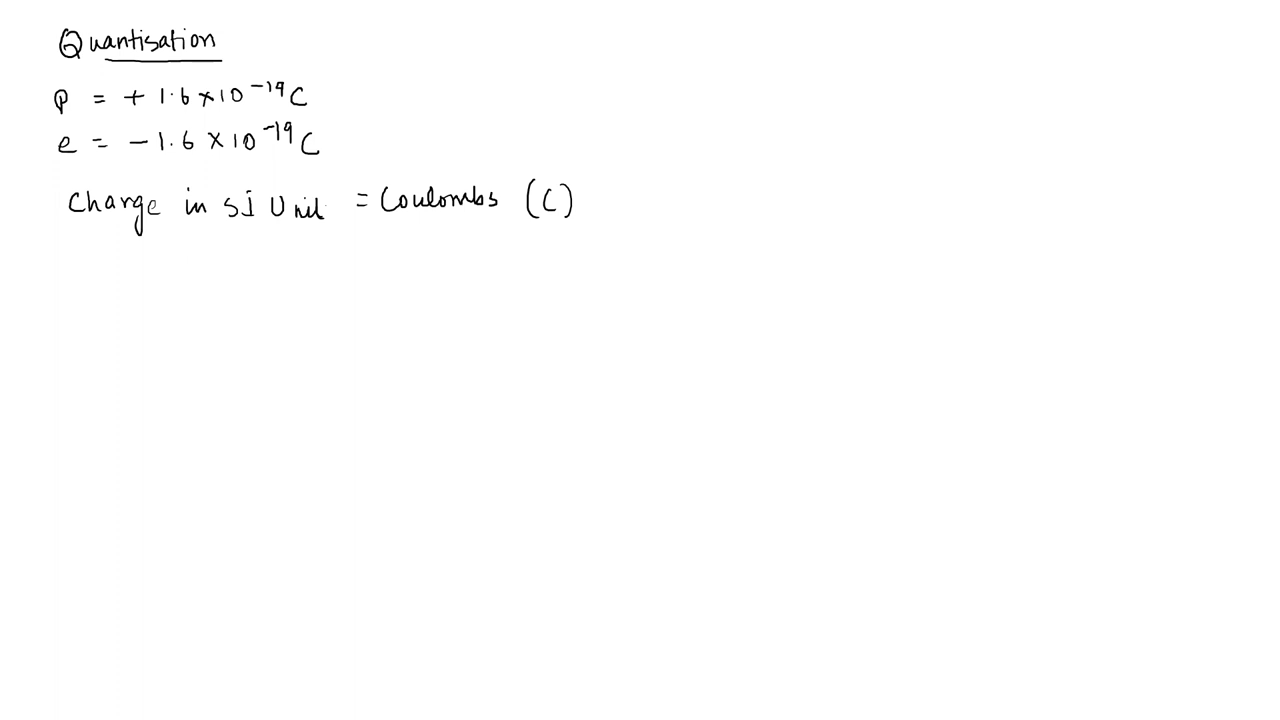 Quantisation
p = + 1.6 × 10⁻¹⁹ C
e = − 1.6 × 10⁻¹⁹ C
Charge in SI Unit = Coulombs (C)